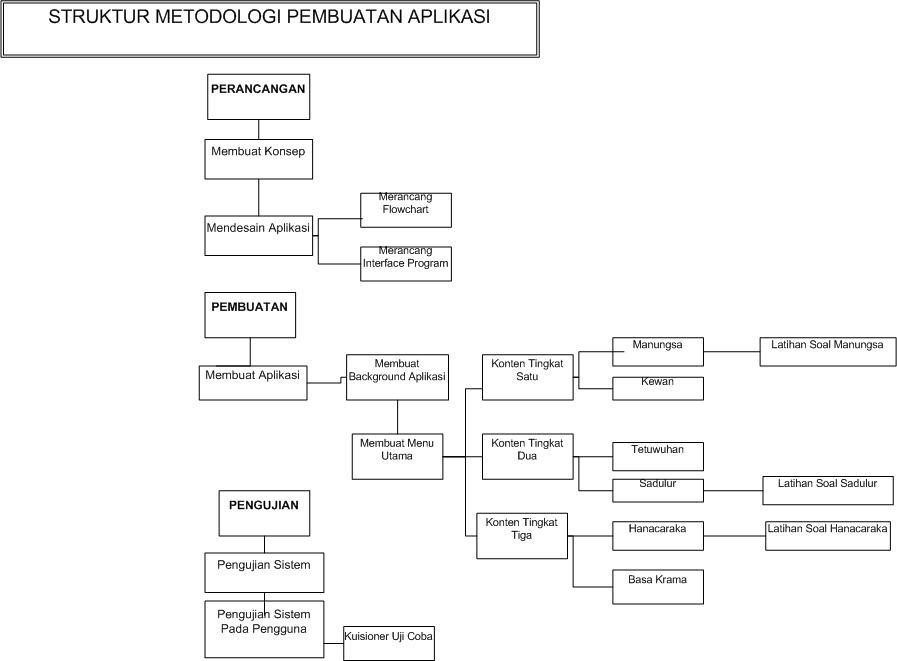 STRUKTUR METODOLOGI PEMBUATAN APLIKASI
PERANCANGAN
Membuat Konsep
Mendesain Aplikasi
Merancang
Flowchart
Merancang
Interface Program
PEMBUATAN
Membuat Aplikasi
Membuat
Background Aplikasi
Membuat Menu
Utama
Konten Tingkat
Satu
Manungsa
Latihan Soal Manungsa
Kewan
Konten Tingkat
Dua
Tetuwuhan
Sadulur
Latihan Soal Sadulur
Konten Tingkat
Tiga
Hanacaraka
Latihan Soal Hanacaraka
Basa Krama
PENGUJIAN
Pengujian Sistem
Pengujian Sistem
Pada Pengguna
Kuisioner Uji Coba